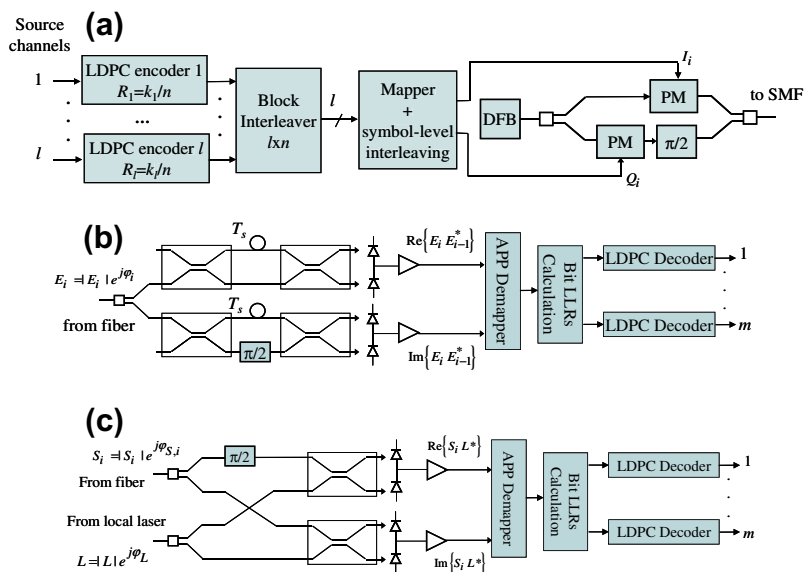 (a)
Source
channels
1
LDPC encoder 1
R₁=k₁/n
...
l
LDPC encoder l
Rₗ=kₗ/n
Block
Interleaver
lxn
l
Mapper
+
symbol-level
interleaving
DFB
Iᵢ
PM
PM
π/2
Qᵢ
to SMF
(b)
Eᵢ =|Eᵢ | e^jφᵢ
from fiber
Tₛ
Tₛ
π/2
Re{Eᵢ E*ᵢ₋₁}
Im{Eᵢ E*ᵢ₋₁}
APP Demapper
Bit LLRs
Calculation
LDPC Decoder
1
LDPC Decoder
m
(c)
Sᵢ =|Sᵢ | e^jφS,i
From fiber
From local laser
L=|L| e^jφL
π/2
Re{Sᵢ L*}
Im{Sᵢ L*}
APP Demapper
Bit LLRs
Calculation
LDPC Decoder
1
LDPC Decoder
m